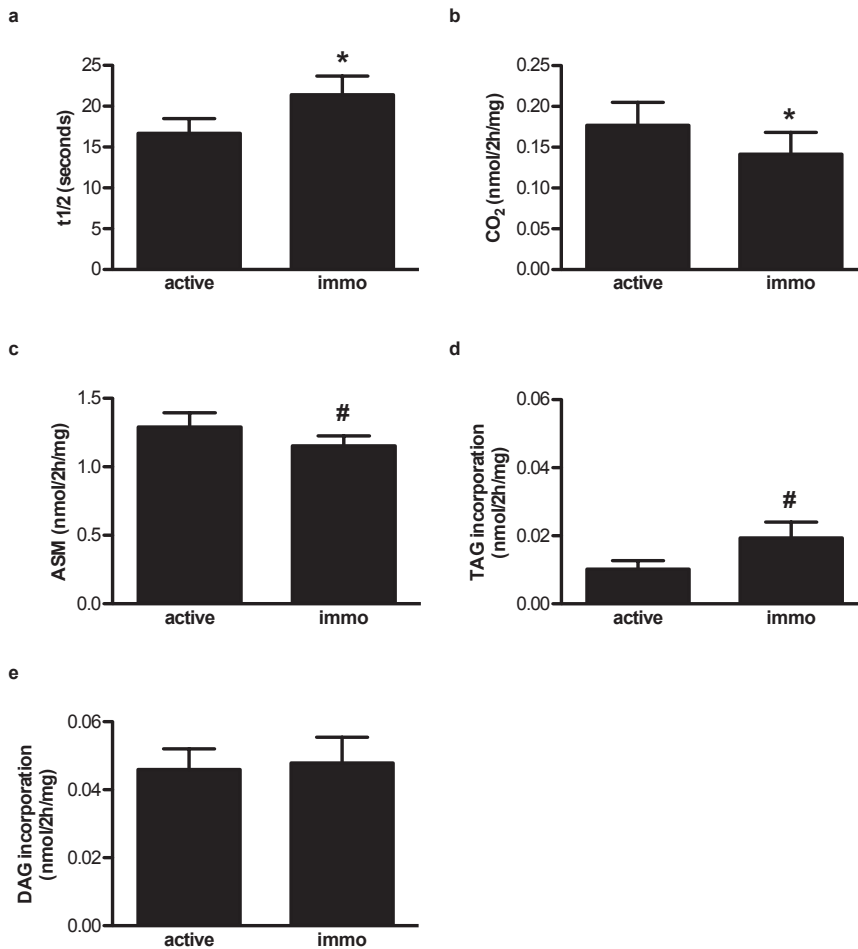 a
t1/2 (seconds)
25
20
15
10
5
0
*
active immo
b
CO₂ (nmol/2h/mg)
0.20
0.15
0.10
0.05
0.00
0.25
*
active immo
c
ASM (nmol/2h/mg)
1.5
1.0
0.5
0.0
#
active immo
d
TAG incorporation
(nmol/2h/mg)
0.06
0.04
0.02
0.00
#
active immo
e
DAG incorporation
(nmol/2h/mg)
0.06
0.04
0.02
0.00
active immo